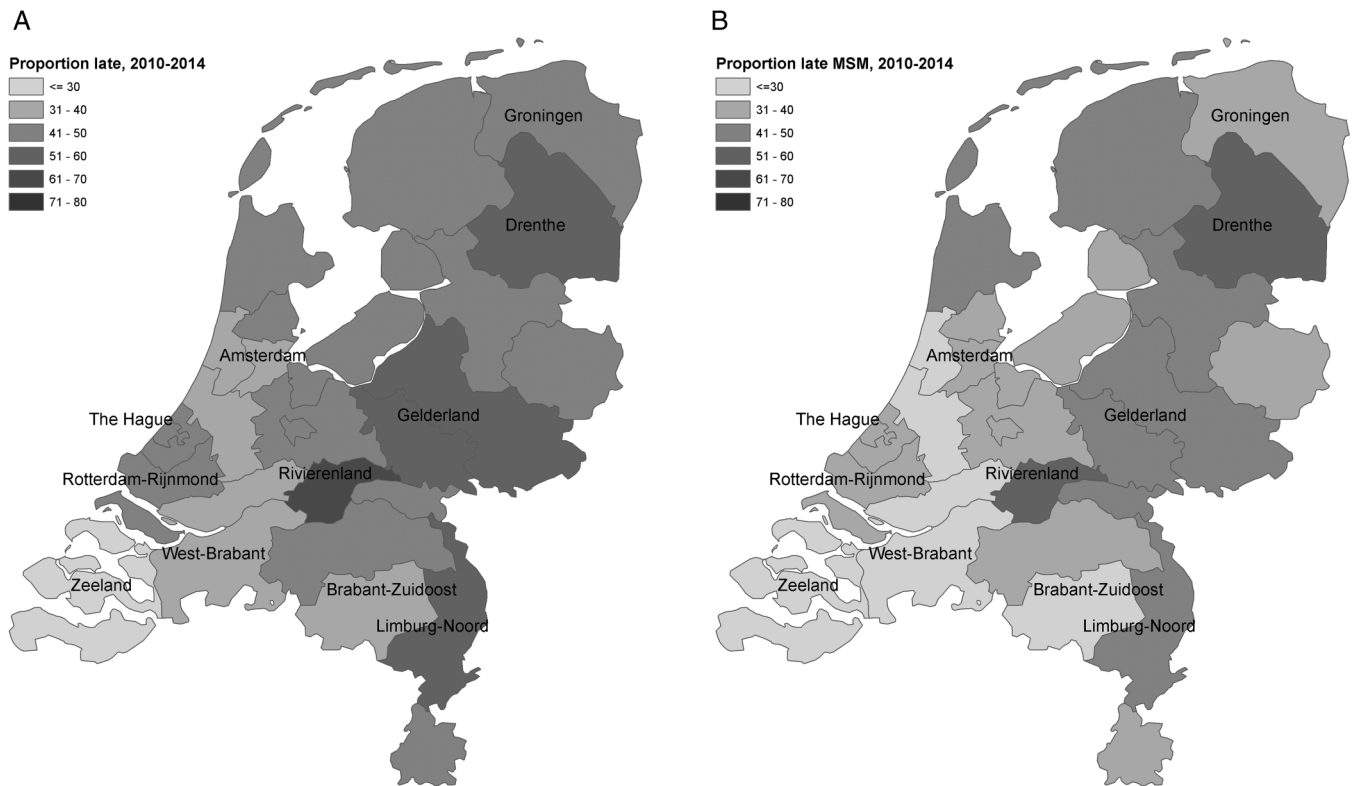 A
Proportion late, 2010-2014
<= 30
31 - 40
41 - 50
51 - 60
61 - 70
71 - 80
Groningen
Drenthe
Amsterdam
The Hague
Gelderland
Rotterdam-Rijnmond
Rivierenland
West-Brabant
Zeeland
Brabant-Zuidoost
Limburg-Noord
B
Proportion late MSM, 2010-2014
<=30
31 - 40
41 - 50
51 - 60
61 - 70
71 - 80
Groningen
Drenthe
Amsterdam
The Hague
Gelderland
Rotterdam-Rijnmond
Rivierenland
West-Brabant
Zeeland
Brabant-Zuidoost
Limburg-Noord